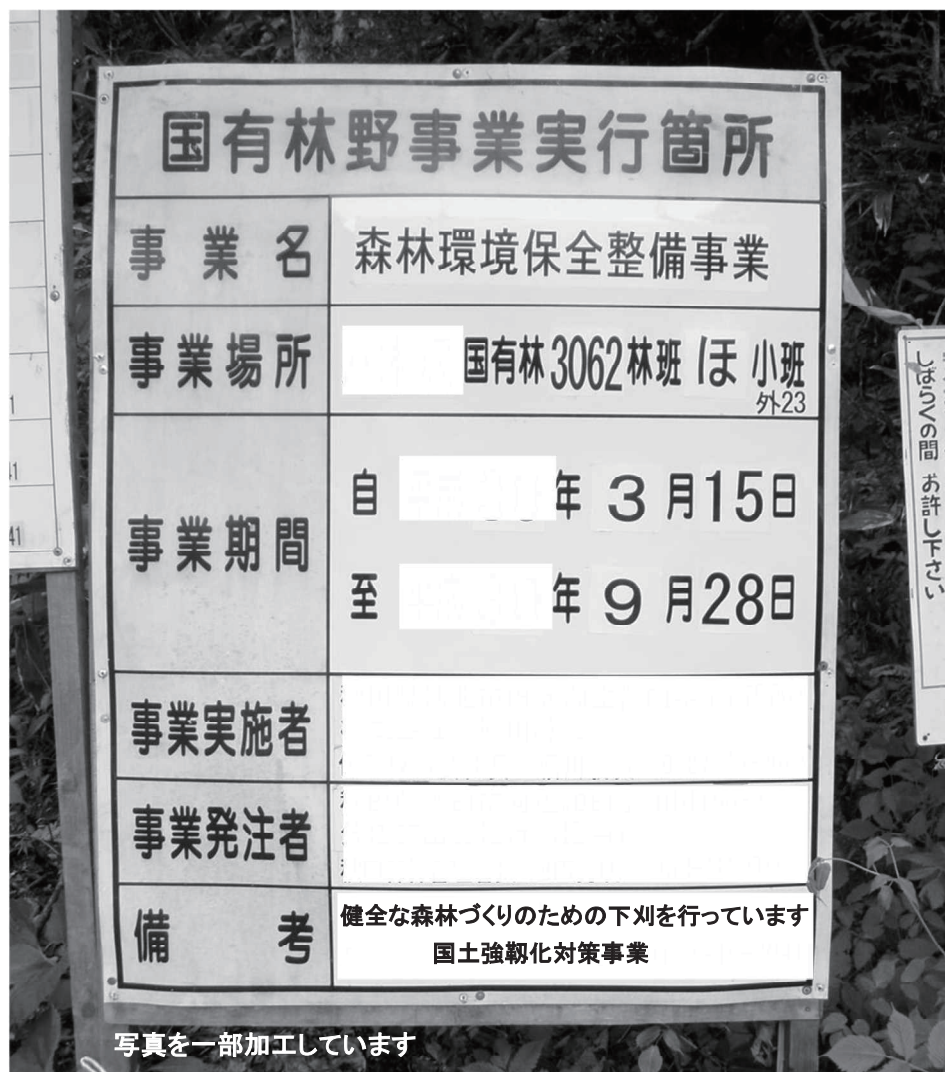 国有林野事業実行箇所
事業名 森林環境保全整備事業
事業場所 国有林3062林班 ほ 小班
外23
事業期間
自 年 3 月15日
至 年 9 月28日
事業実施者
事業発注者
備考 健全な森林づくりのための下刈を行っています
国土強靱化対策事業
しばらくの間 お許し下さい
41
41
写真を一部加工しています